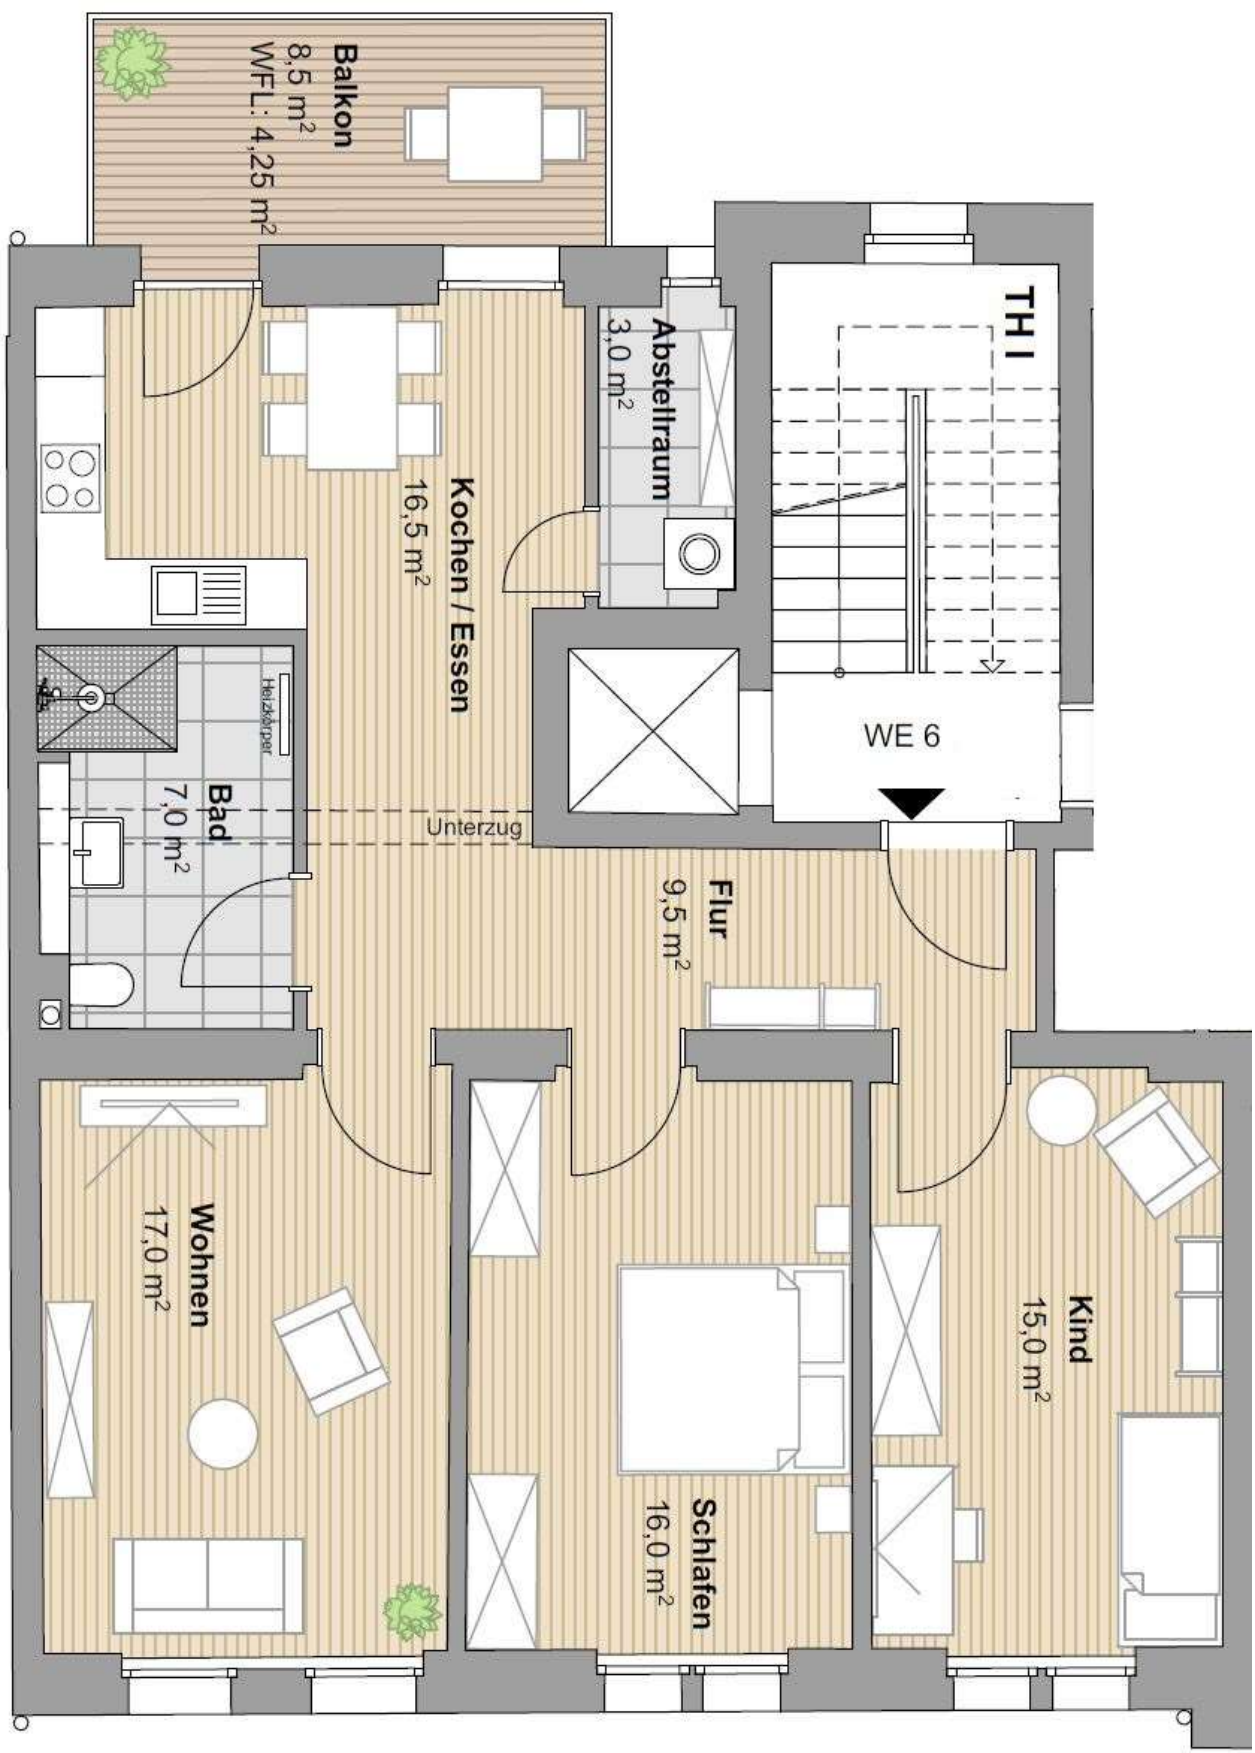 Balkon
8,5 m²
WFL: 4,25 m²
TH I
Abstellraum
3,0 m²
Kochen / Essen
16,5 m²
WE 6
Heizkörper
Bad
7,0 m²
Unterzug
Flur
9,5 m²
Wohnen
17,0 m²
Schlafen
16,0 m²
Kind
15,0 m²